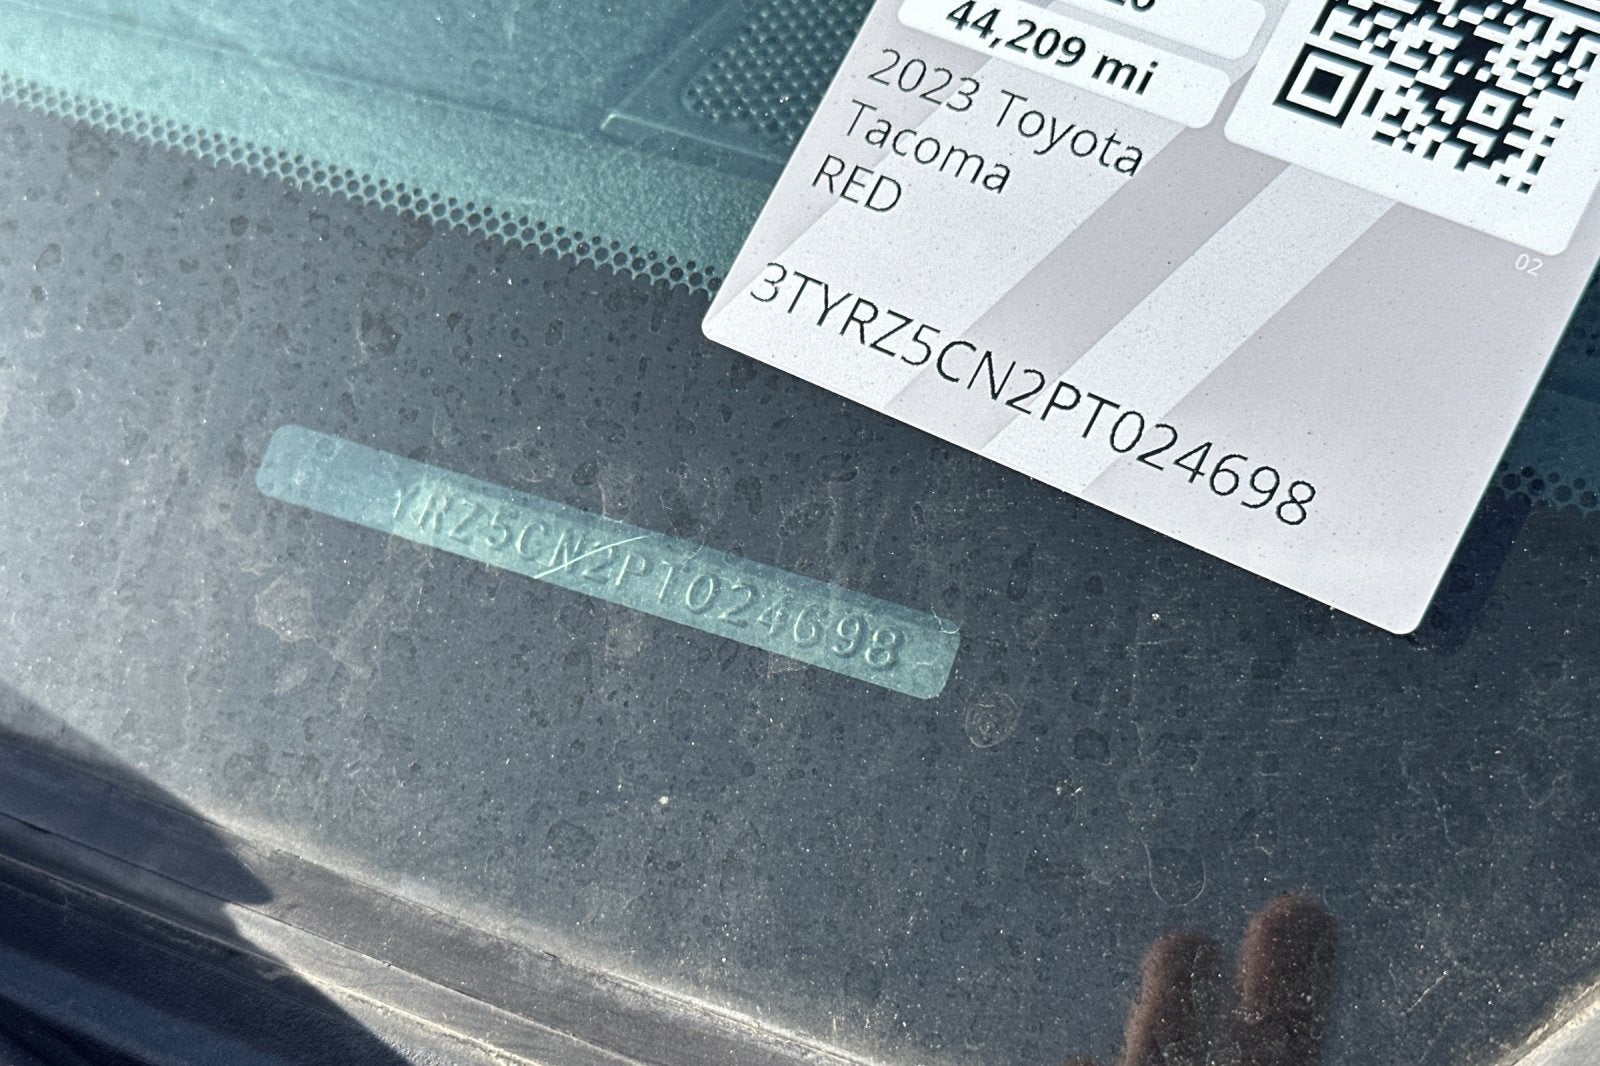 44,209 mi
2023 Toyota
Tacoma
RED
02
3TYRZ5CN2PT024698
YRZ5CN2PT024698